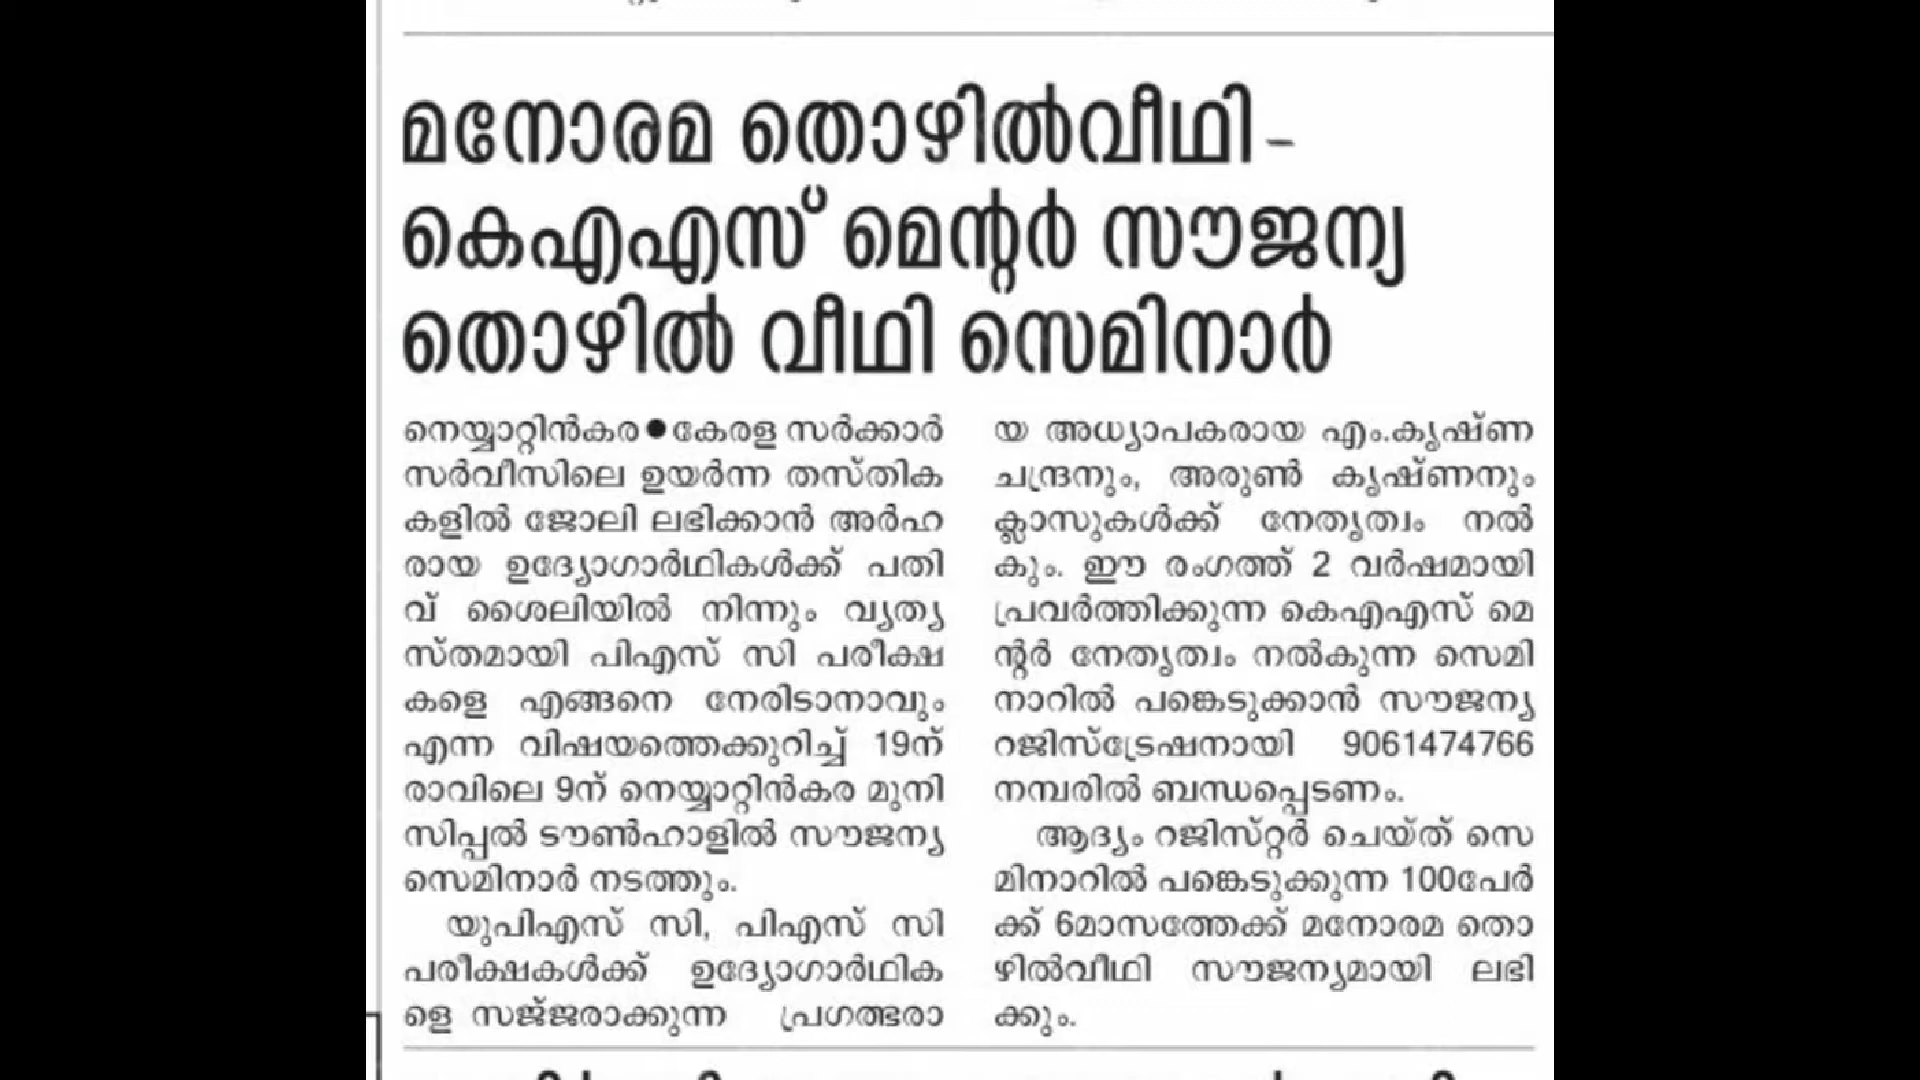 മനോരമ തൊഴിൽവീഥി-
കെഎഎസ് മെന്റർ സൗജന്യ
തൊഴിൽ വീഥി സെമിനാർ
നെയ്യാറ്റിൻകര●കേരള സർക്കാർ
സർവീസിലെ ഉയർന്ന തസ്തിക
കളിൽ ജോലി ലഭിക്കാൻ അർഹ
രായ ഉദ്യോഗാർഥികൾക്ക് പതി
വ് ശൈലിയിൽ നിന്നും വ്യത്യ
സ്തമായി പിഎസ് സി പരീക്ഷ
കളെ എങ്ങനെ നേരിടാനാവും
എന്ന വിഷയത്തെക്കുറിച്ച് 19ന്
രാവിലെ 9ന് നെയ്യാറ്റിൻകര മുനി
സിപ്പൽ ടൗൺഹാളിൽ സൗജന്യ
സെമിനാർ നടത്തും.
യുപിഎസ് സി, പിഎസ് സി
പരീക്ഷകൾക്ക് ഉദ്യോഗാർഥിക
ളെ സജ്ജരാക്കുന്ന പ്രഗത്ഭരാ
യ അധ്യാപകരായ എം.കൃഷ്ണ
ചന്ദ്രനും, അരുൺ കൃഷ്ണനും
ക്ലാസുകൾക്ക് നേതൃത്വം നൽ
കും. ഈ രംഗത്ത് 2 വർഷമായി
പ്രവർത്തിക്കുന്ന കെഎഎസ് മെ
ന്റർ നേതൃത്വം നൽകുന്ന സെമി
നാറിൽ പങ്കെടുക്കാൻ സൗജന്യ
റജിസ്ട്രേഷനായി 9061474766
നമ്പരിൽ ബന്ധപ്പെടണം.
ആദ്യം റജിസ്റ്റർ ചെയ്ത് സെ
മിനാറിൽ പങ്കെടുക്കുന്ന 100പേർ
ക്ക് 6മാസത്തേക്ക് മനോരമ തൊ
ഴിൽവീഥി സൗജന്യമായി ലഭി
ക്കും.